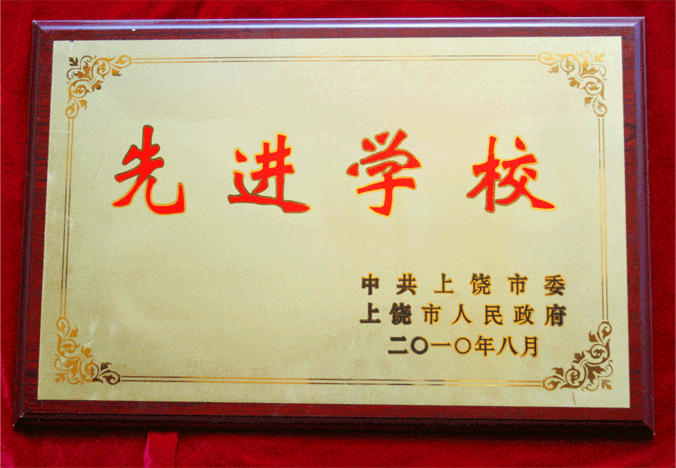 先进学校
中共上饶市委
上饶市人民政府
二〇一〇年八月